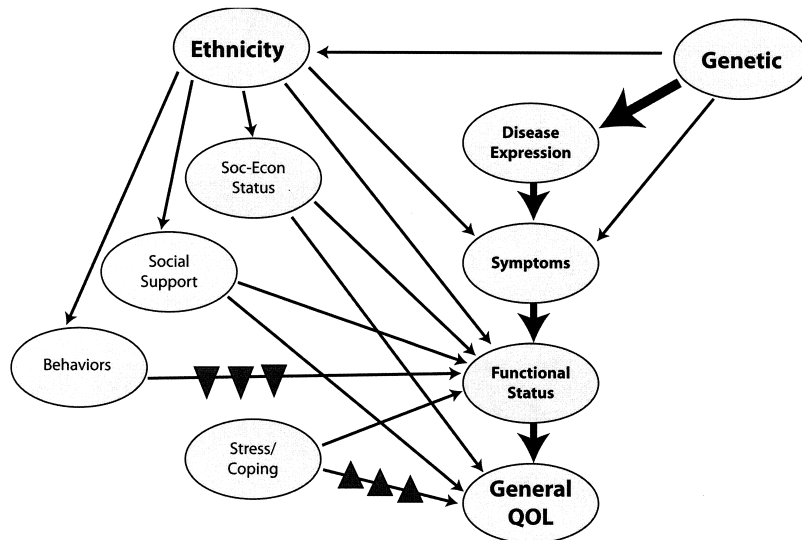 Ethnicity
Genetic
Disease
Expression
Soc-Econ
Status
Social
Support
Symptoms
Behaviors
Functional
Status
Stress/
Coping
General
QOL